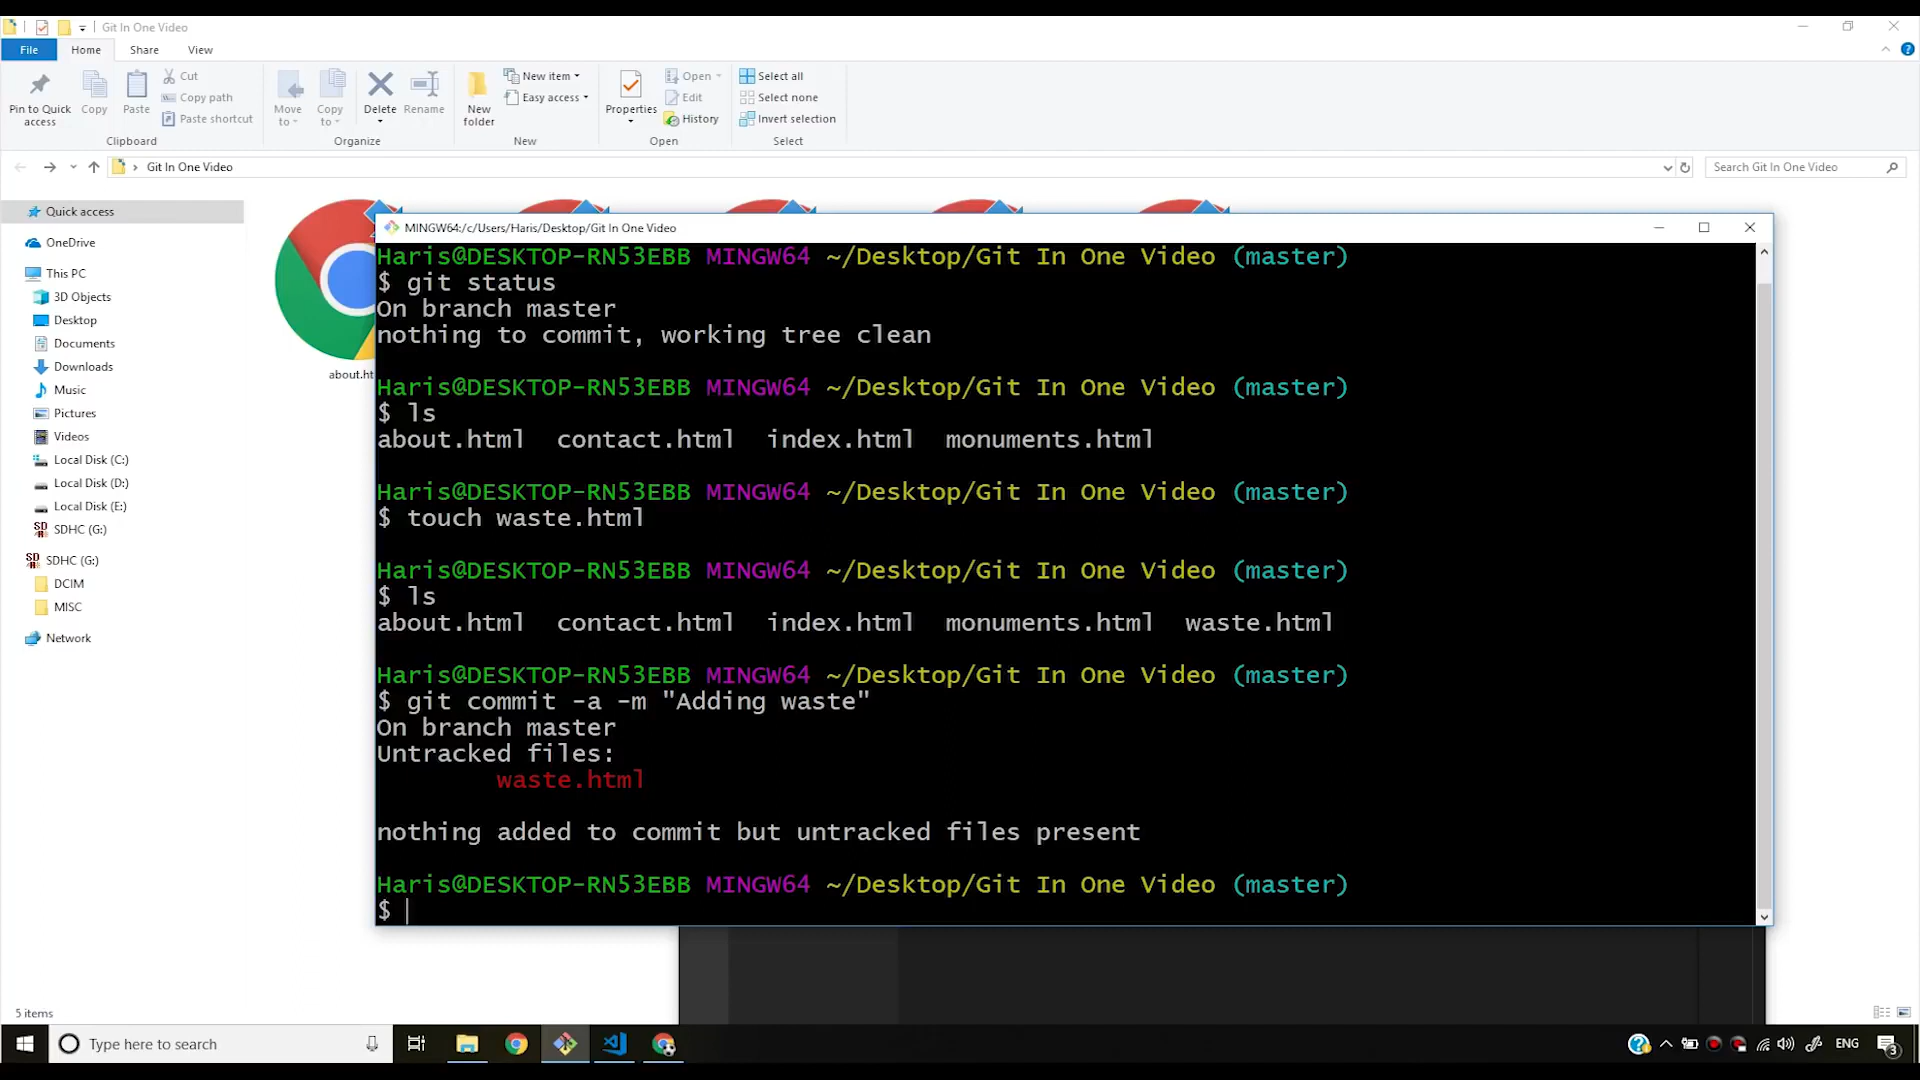 Git In One Video
File Home Share View
Pin to Quick access
Copy
Paste
Cut
Copy path
Paste shortcut
Clipboard
Move to
Copy to
Delete
Rename
Organize
New folder
New item
Easy access
New
Properties
Open
Edit
History
Open
Select all
Select none
Invert selection
Select
Git In One Video
Search Git In One Video
Quick access
OneDrive
This PC
3D Objects
Desktop
Documents
Downloads
Music
Pictures
Videos
Local Disk (C:)
Local Disk (D:)
Local Disk (E:)
SDHC (G:)
SDHC (G:)
DCIM
MISC
Network
about.ht
MINGW64:/c/Users/Haris/Desktop/Git In One Video
Haris@DESKTOP-RN53EBB MINGW64 ~/Desktop/Git In One Video (master)
$ git status
On branch master
nothing to commit, working tree clean
Haris@DESKTOP-RN53EBB MINGW64 ~/Desktop/Git In One Video (master)
$ ls
about.html contact.html index.html monuments.html
Haris@DESKTOP-RN53EBB MINGW64 ~/Desktop/Git In One Video (master)
$ touch waste.html
Haris@DESKTOP-RN53EBB MINGW64 ~/Desktop/Git In One Video (master)
$ ls
about.html contact.html index.html monuments.html waste.html
Haris@DESKTOP-RN53EBB MINGW64 ~/Desktop/Git In One Video (master)
$ git commit -a -m "Adding waste"
On branch master
Untracked files:
waste.html
nothing added to commit but untracked files present
Haris@DESKTOP-RN53EBB MINGW64 ~/Desktop/Git In One Video (master)
$
5 items
Type here to search
ENG
3